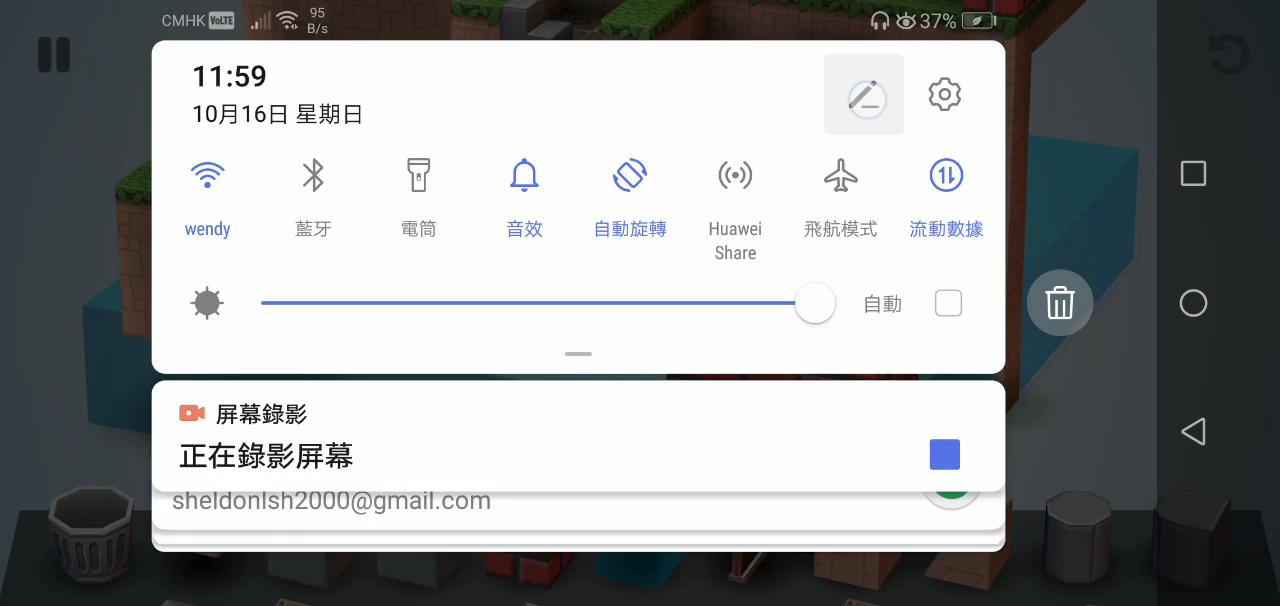 CMHK VoLTE 95 B/s 37%
11:59
10月16日 星期日
wendy 藍牙 電筒 音效 自動旋轉 Huawei Share 飛航模式 流動數據
自動
屏幕錄影
正在錄影屏幕
sheldonlsh2000@gmail.com